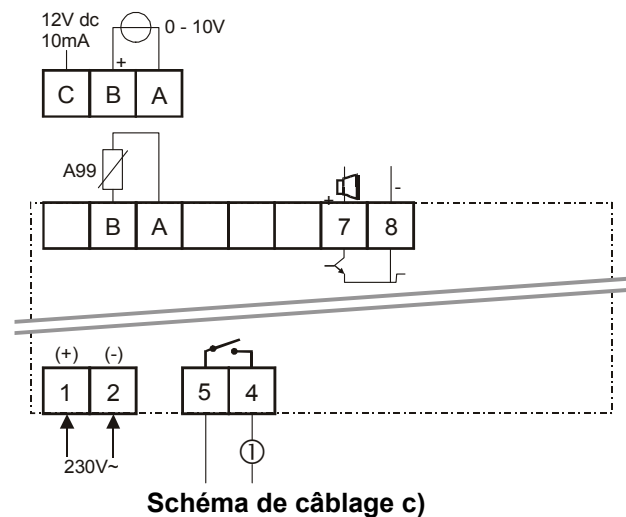 12V dc
10mA
0 - 10V
+
C B A
A99
B A 7 8
+ -
(+) (-)
1 2 5 4
230V~ ①
Schéma de câblage c)